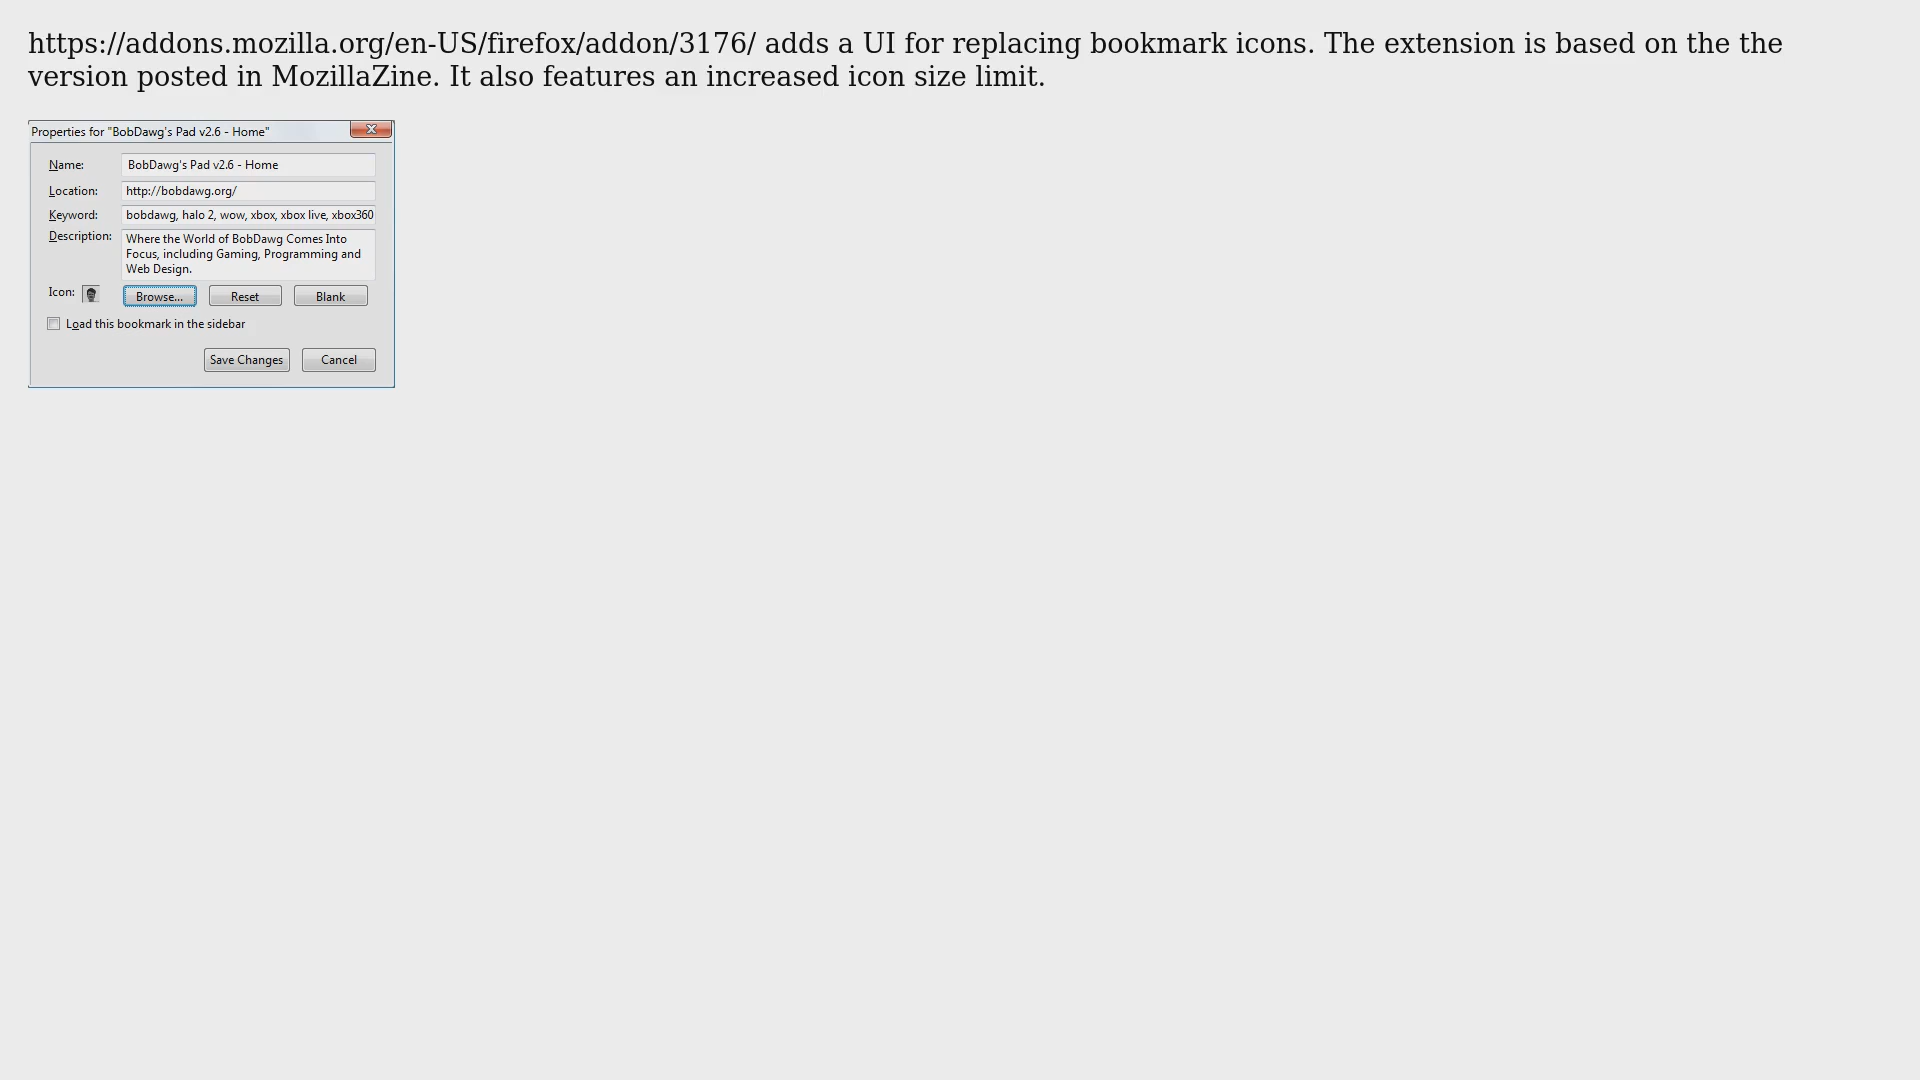 https://addons.mozilla.org/en-US/firefox/addon/3176/ adds a UI for replacing bookmark icons. The extension is based on the the
version posted in MozillaZine. It also features an increased icon size limit.
Properties for "BobDawg's Pad v2.6 - Home"
Name: BobDawg's Pad v2.6 - Home
Location: http://bobdawg.org/
Keyword: bobdawg, halo 2, wow, xbox, xbox live, xbox360
Description: Where the World of BobDawg Comes Into
Focus, including Gaming, Programming and
Web Design.
Icon: Browse... Reset Blank
Load this bookmark in the sidebar
Save Changes Cancel